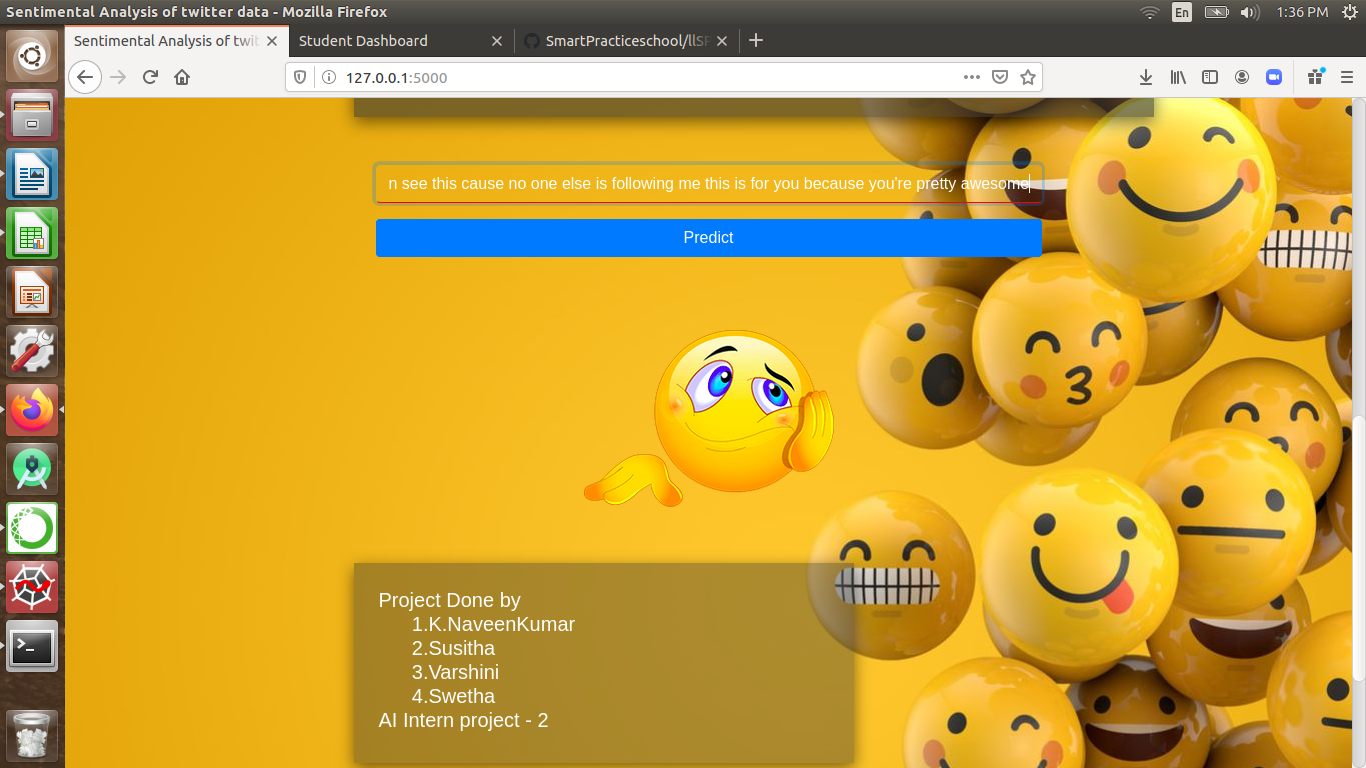 Sentimental Analysis of twitter data - Mozilla Firefox
En
1:36 PM
Sentimental Analysis of twit
Student Dashboard
SmartPracticeschool/llSP
127.0.0.1:5000
n see this cause no one else is following me this is for you because you're pretty awesome
Predict
Project Done by
1.K.NaveenKumar
2.Susitha
3.Varshini
4.Swetha
AI Intern project - 2